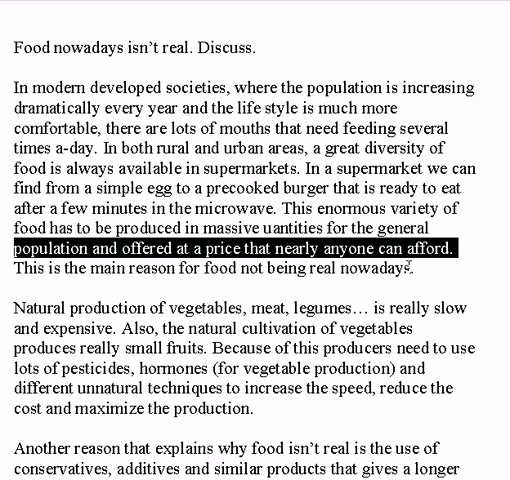 Food nowadays isn't real. Discuss.
In modern developed societies, where the population is increasing
dramatically every year and the life style is much more
comfortable, there are lots of mouths that need feeding several
times a-day. In both rural and urban areas, a great diversity of
food is always available in supermarkets. In a supermarket we can
find from a simple egg to a precooked burger that is ready to eat
after a few minutes in the microwave. This enormous variety of
food has to be produced in massive uantities for the general
population and offered at a price that nearly anyone can afford.
This is the main reason for food not being real nowadays.
Natural production of vegetables, meat, legumes… is really slow
and expensive. Also, the natural cultivation of vegetables
produces really small fruits. Because of this producers need to use
lots of pesticides, hormones (for vegetable production) and
different unnatural techniques to increase the speed, reduce the
cost and maximize the production.
Another reason that explains why food isn't real is the use of
conservatives, additives and similar products that gives a longer